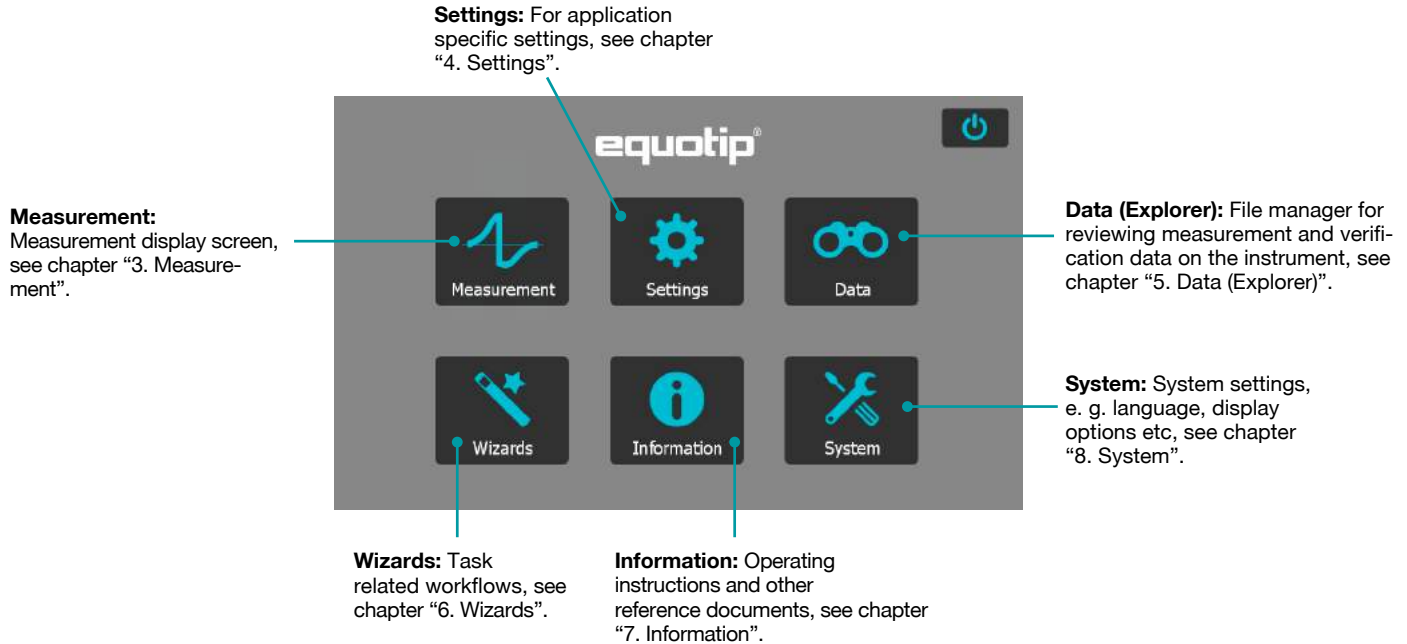 Settings: For application
specific settings, see chapter
“4. Settings”.
equotip®
Measurement:
Measurement display screen,
see chapter “3. Measure-
ment”.
Measurement
Settings
Data
Data (Explorer): File manager for
reviewing measurement and verifi-
cation data on the instrument, see
chapter “5. Data (Explorer)”.
Wizards
Information
System
System: System settings,
e. g. language, display
options etc, see chapter
“8. System”.
Wizards: Task
related workflows, see
chapter “6. Wizards”.
Information: Operating
instructions and other
reference documents, see chapter
“7. Information”.